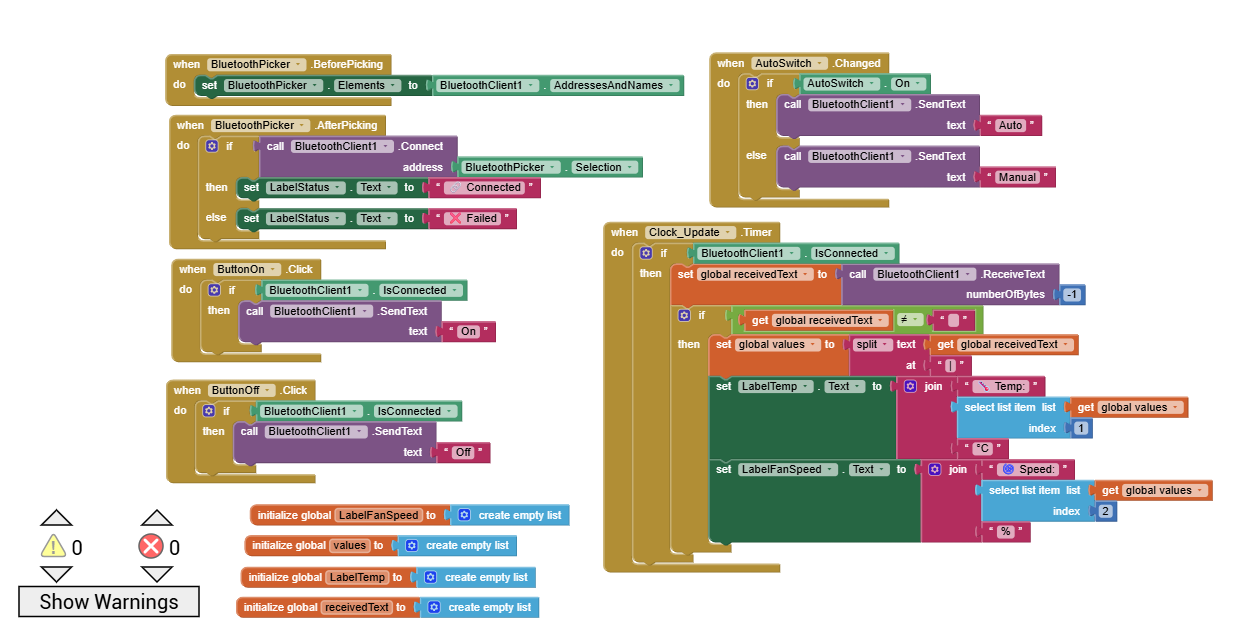 when BluetoothPicker .BeforePicking
do set BluetoothPicker . Elements to BluetoothClient1 . AddressesAndNames
when BluetoothPicker .AfterPicking
do if call BluetoothClient1 .Connect
address BluetoothPicker . Selection
then set LabelStatus . Text to " Connected "
else set LabelStatus . Text to " ❌ Failed "
when ButtonOn .Click
do if BluetoothClient1 . IsConnected
then call BluetoothClient1 .SendText
text " On "
when ButtonOff .Click
do if BluetoothClient1 . IsConnected
then call BluetoothClient1 .SendText
text " Off "
initialize global LabelFanSpeed to create empty list
initialize global values to create empty list
initialize global LabelTemp to create empty list
initialize global receivedText to create empty list
0 0
Show Warnings
when AutoSwitch .Changed
do if AutoSwitch . On
then call BluetoothClient1 .SendText
text " Auto "
else call BluetoothClient1 .SendText
text " Manual "
when Clock_Update .Timer
do if BluetoothClient1 . IsConnected
then set global receivedText to call BluetoothClient1 .ReceiveText
numberOfBytes -1
if get global receivedText ≠ " "
then set global values to split text get global receivedText
at " | "
set LabelTemp . Text to join " Temp: "
select list item list get global values
index 1
" °C "
set LabelFanSpeed . Text to join " Speed: "
select list item list get global values
index 2
" % "